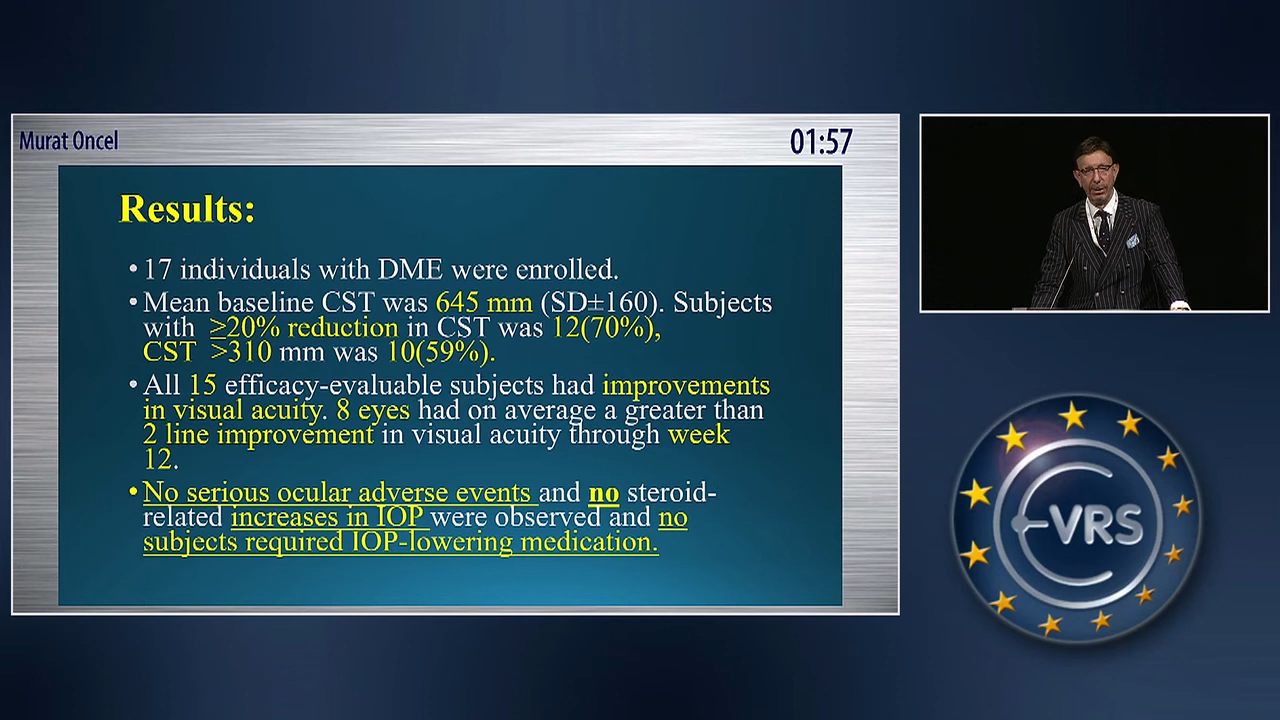 Murat Oncel
01:57
Results:
• 17 individuals with DME were enrolled.
• Mean baseline CST was 645 mm (SD±160). Subjects
with ≥20% reduction in CST was 12(70%),
CST >310 mm was 10(59%).
• All 15 efficacy-evaluable subjects had improvements
in visual acuity. 8 eyes had on average a greater than
2 line improvement in visual acuity through week
12.
• No serious ocular adverse events and no steroid-
related increases in IOP were observed and no
subjects required IOP-lowering medication.
EVRS